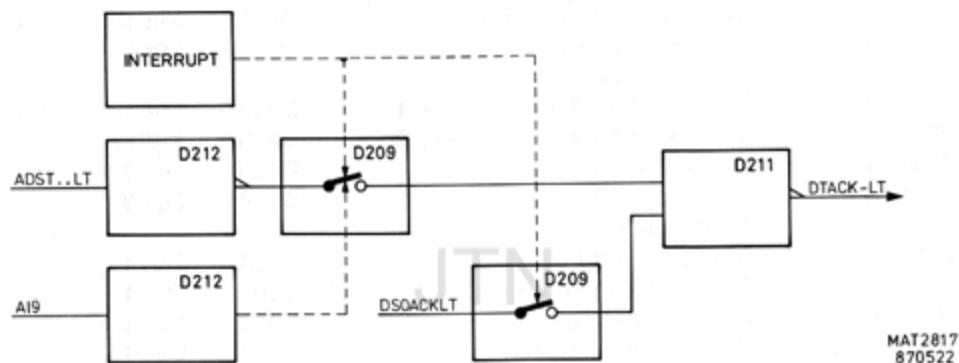 INTERRUPT
D212
D209
D211
ADST..LT
DTACK-LT
D212
D209
AI9
DSOACKLT
JTN
MAT2817
870522